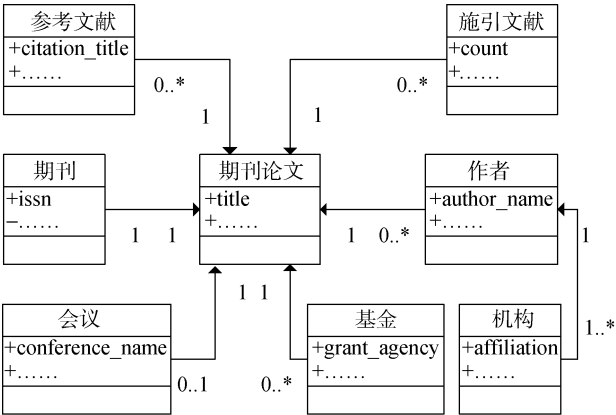 参考文献
+citation_title
+……
施引文献
+count
+……
0..*
0..*
1
1
期刊
+issn
−……
期刊论文
+title
+……
作者
+author_name
+……
1
1
1
0..*
1
会议
+conference_name
+……
1
1
基金
+grant_agency
+……
机构
+affiliation
+……
1..*
0..1
0..*